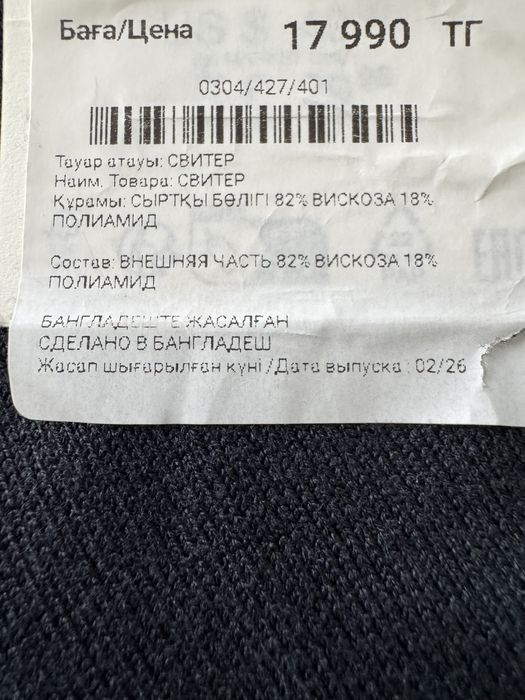 Баға/Цена 17 990 ТГ
0304/427/401
Тауар атауы: СВИТЕР
Наим. Товара: СВИТЕР
Құрамы: СЫРТҚЫ БӨЛІГІ 82% ВИСКОЗА 18%
ПОЛИАМИД
Состав: ВНЕШНЯЯ ЧАСТЬ 82% ВИСКОЗА 18%
ПОЛИАМИД
БАНГЛАДЕШТЕ ЖАСАЛҒАН
СДЕЛАНО В БАНГЛАДЕШ
Жасап шығарылған күні /Дата выпуска : 02/26